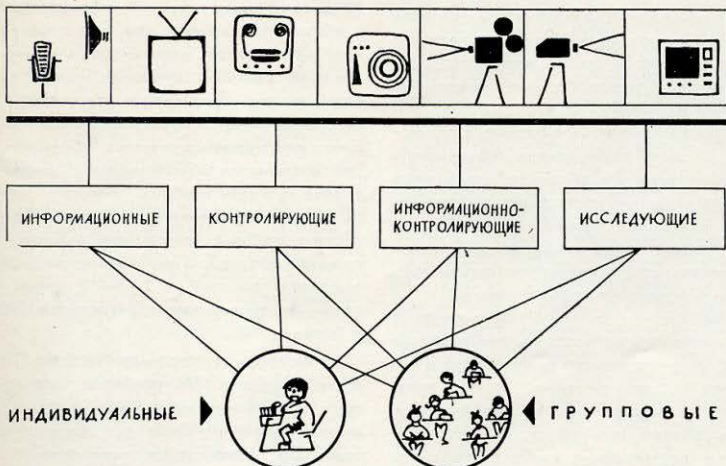 ИНФОРМАЦИОННЫЕ
КОНТРОЛИРУЮЩИЕ
ИНФОРМАЦИОННО-
КОНТРОЛИРУЮЩИЕ
ИССЛЕДУЮЩИЕ
ИНДИВИДУАЛЬНЫЕ
ГРУППОВЫЕ